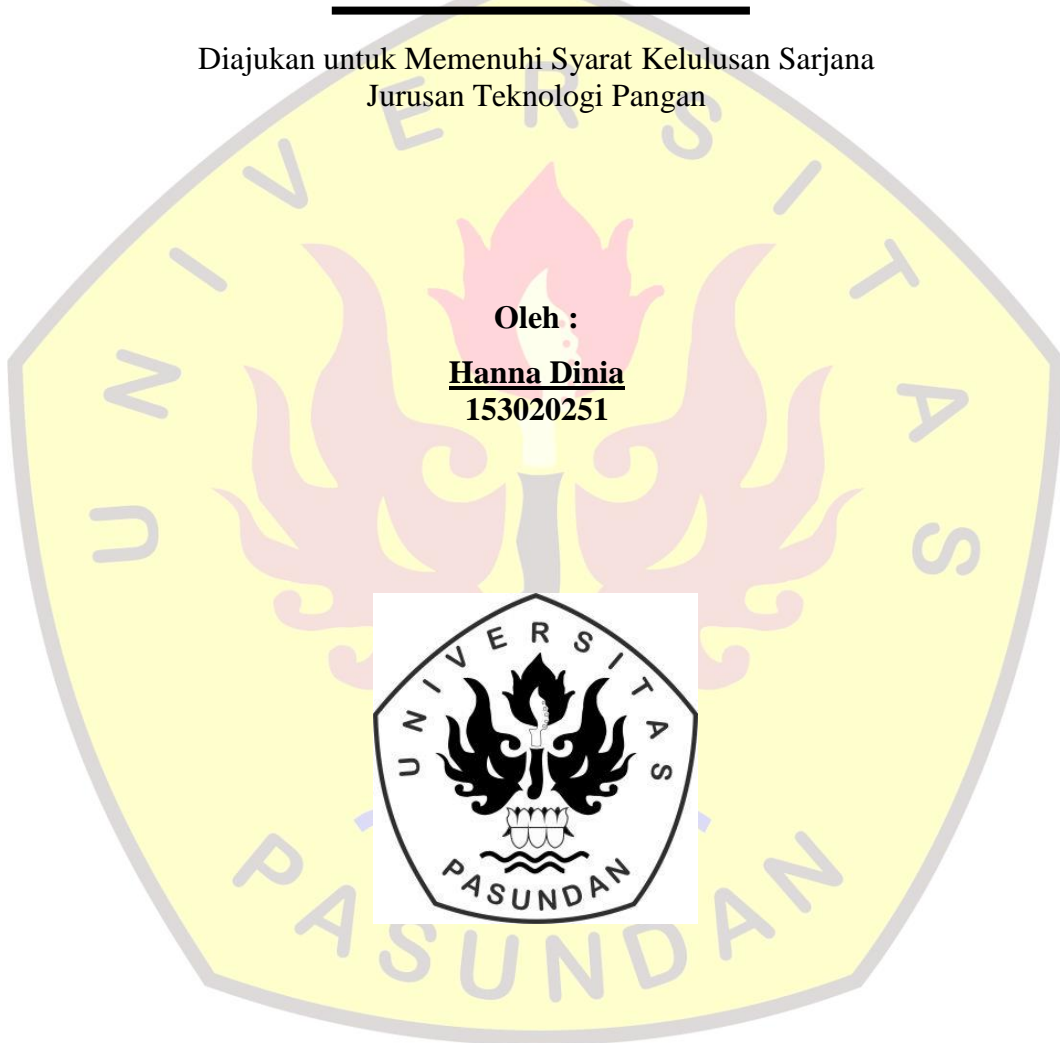 Diajukan untuk Memenuhi Syarat Kelulusan Sarjana
Jurusan Teknologi Pangan
UNIVERSITAS
Oleh :
Hanna Dinia
153020251
UNIVERSITAS
PASUNDAN
PASUNDAN